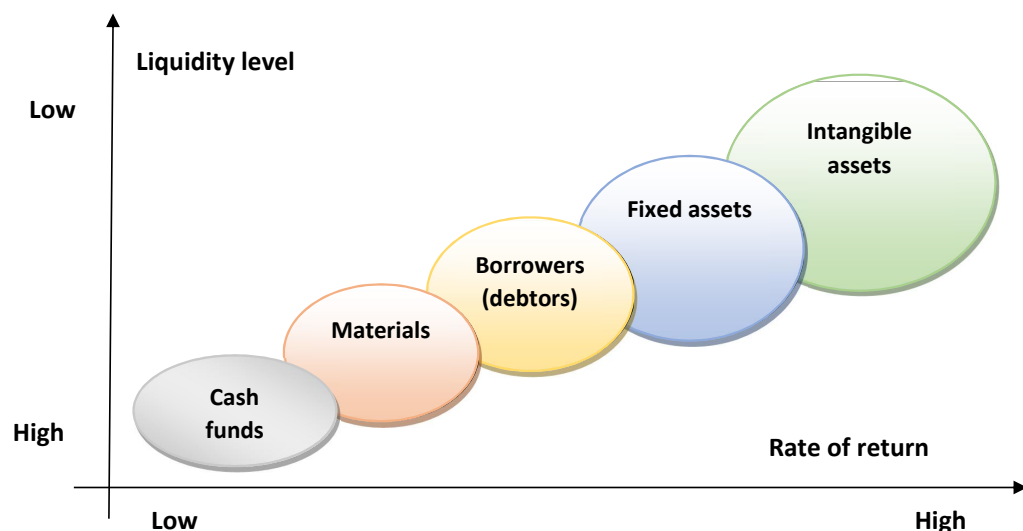 Liquidity level
Low
Intangible
assets
Fixed assets
Borrowers
(debtors)
Materials
Cash
funds
High
Rate of return
Low
High